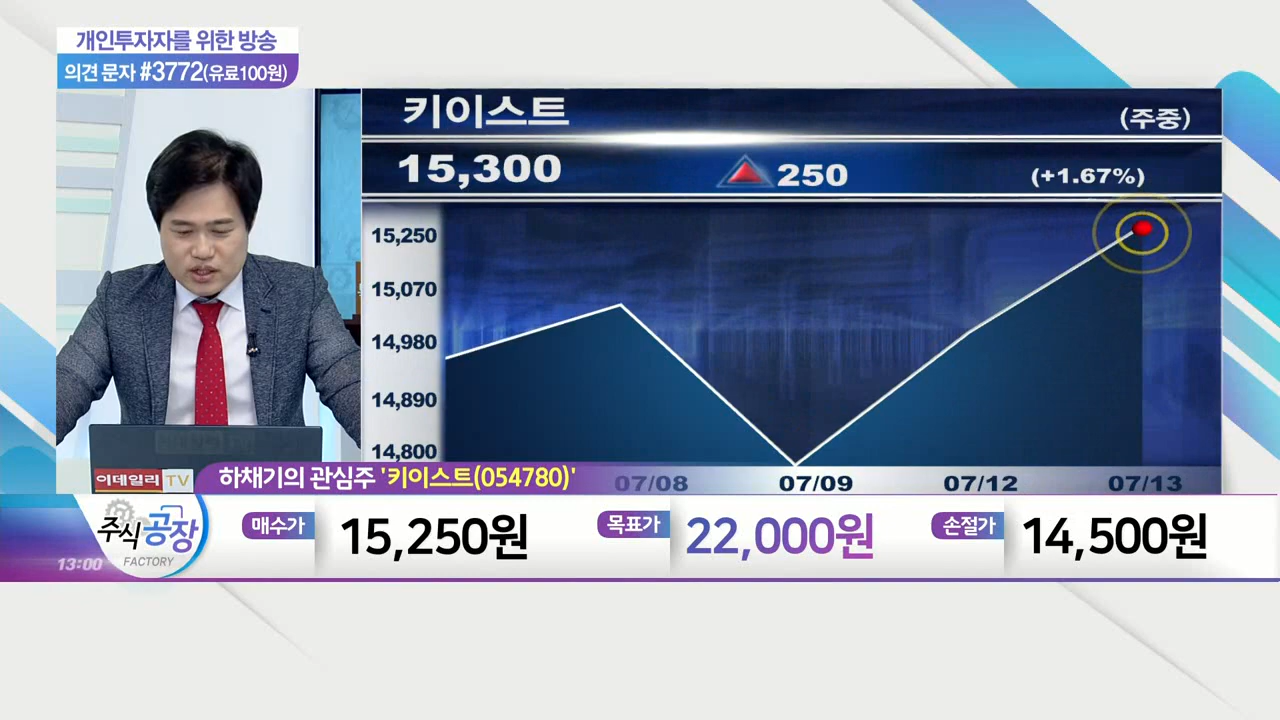 개인투자자를 위한 방송
의견 문자 #3772(유료100원)
키이스트
(주중)
15,300
250
(+1.67%)
15,250
15,070
14,980
14,890
14,800
07/08
07/09
07/12
07/13
이데일리 TV
하채기의 관심주 '키이스트(054780)'
주식공장
FACTORY
13:00
매수가
15,250원
목표가
22,000원
손절가
14,500원